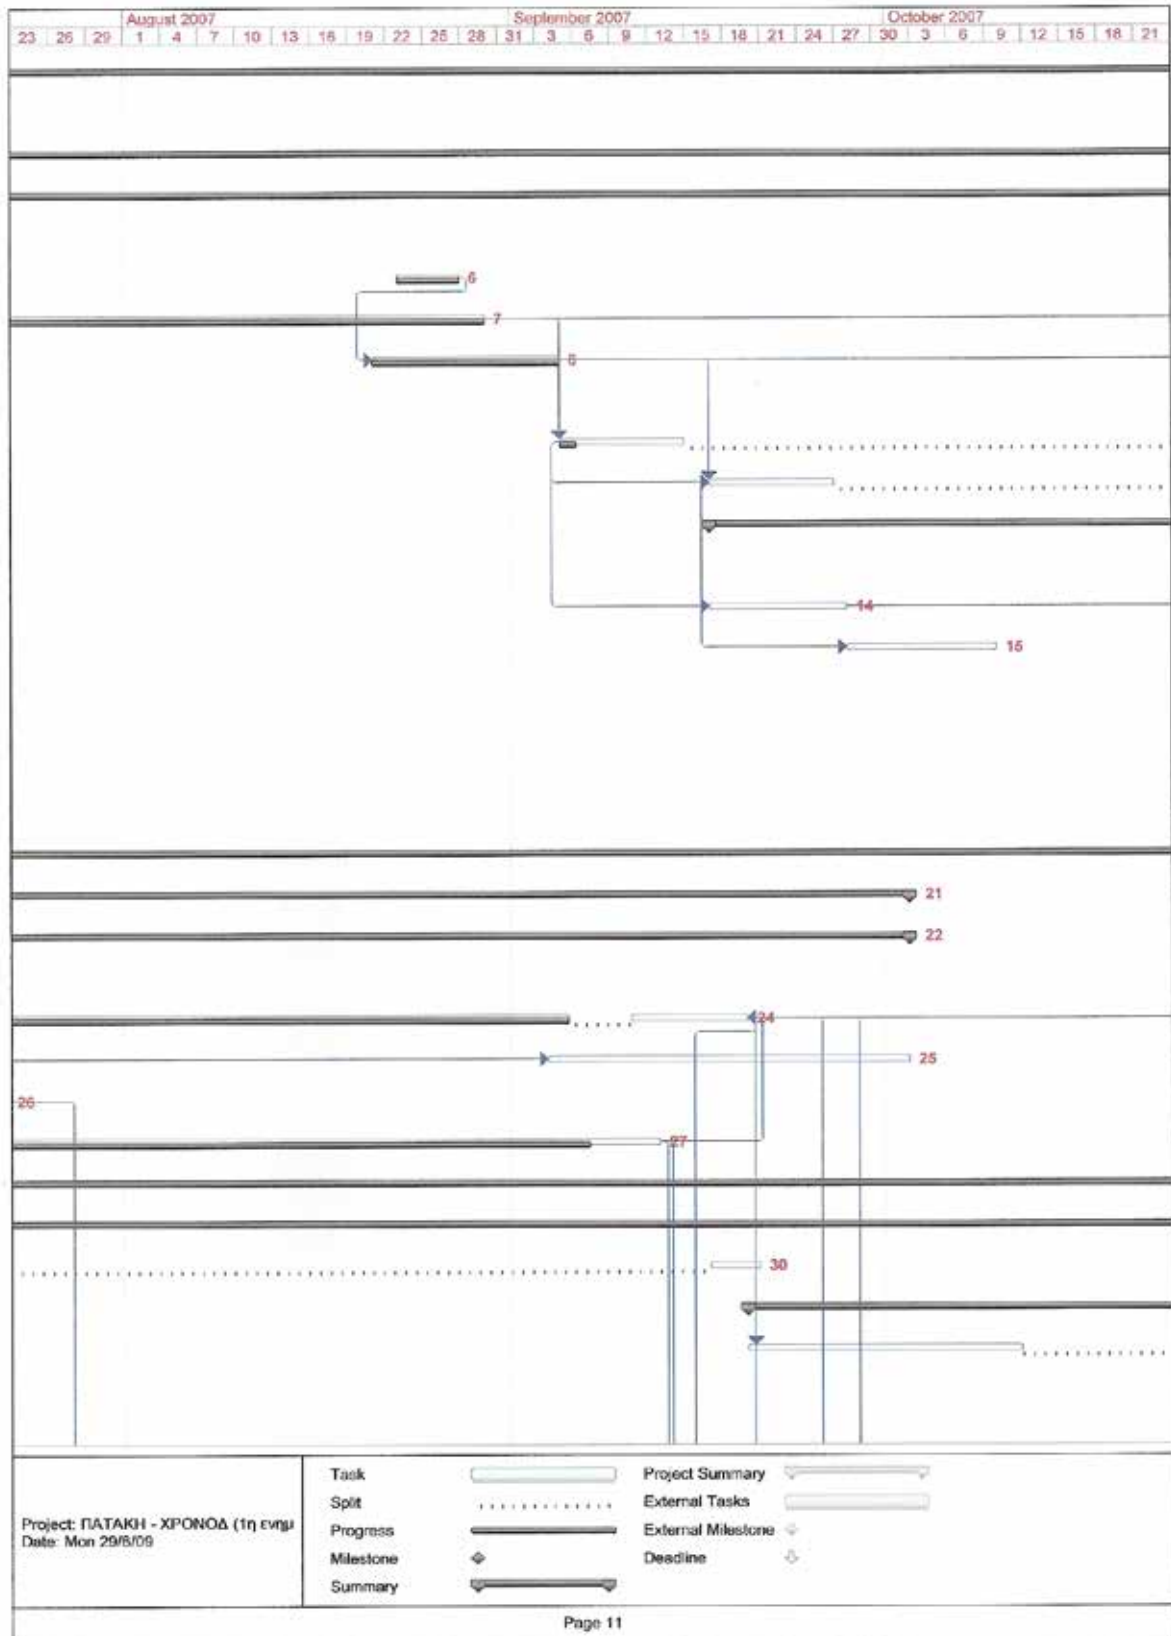 August 2007 September 2007 October 2007
23 26 29 1 4 7 10 13 16 19 22 25 28 31 3 6 9 12 15 18 21 24 27 30 3 6 9 12 15 18 21
6
7
8
14
15
21
22
24
25
26
27
30
Task Project Summary
Split External Tasks
Project: ΠΑΤΑΚΗ - ΧΡΟΝΟΔ (1η ενημ Progress External Milestone
Date: Mon 29/6/09
Milestone Deadline
Summary
Page 11